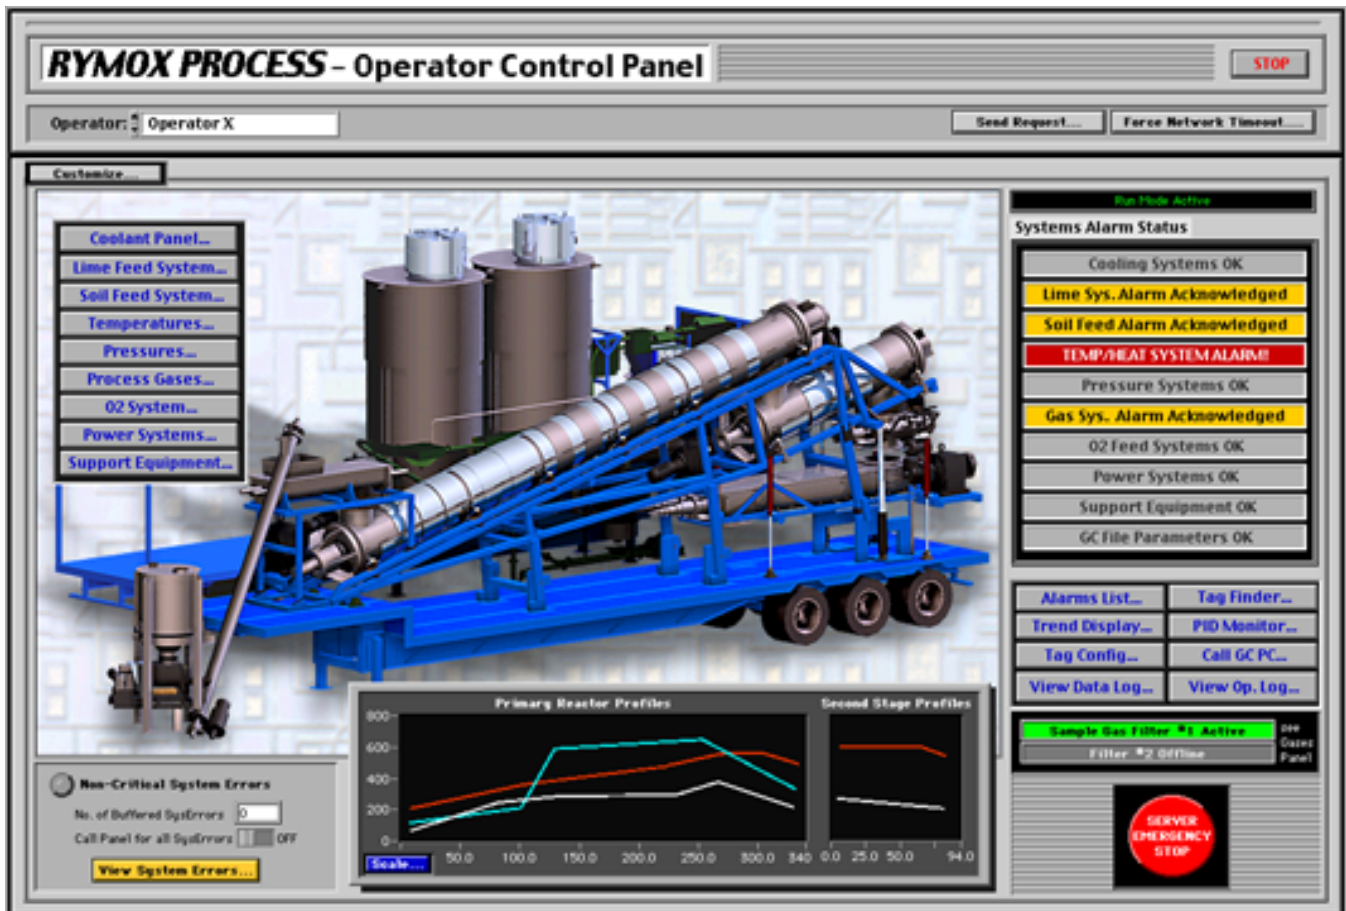 RYMOX PROCESS - Operator Control Panel
STOP
Operator: Operator X
Send Request...
Force Network Timeout...
Customize...
Coolant Panel...
Lime Feed System...
Soil Feed System...
Temperatures...
Pressures...
Process Gases...
O2 System...
Power Systems...
Support Equipment...
Run Mode Active
Systems Alarm Status
Cooling Systems OK
Lime Sys. Alarm Acknowledged
Soil Feed Alarm Acknowledged
TEMP/HEAT SYSTEM ALARM!!
Pressure Systems OK
Gas Sys. Alarm Acknowledged
O2 Feed Systems OK
Power Systems OK
Support Equipment OK
GC File Parameters OK
Alarms List... Tag Finder...
Trend Display... PID Monitor...
Tag Config... Call GC PC...
View Data Log... View Op. Log...
Sample Gas Filter #1 Active
Filter #2 Offline
see
Gases
Panel
SERVER
EMERGENCY
STOP
Non-Critical System Errors
No. of Buffered SysErrors 0
Call Panel for all SysErrors OFF
View System Errors...
Primary Reactor Profiles
800
600
400
200
0
50.0 100.0 150.0 200.0 250.0 300.0 340
Scale...
Second Stage Profiles
0.0 25.0 50.0 94.0